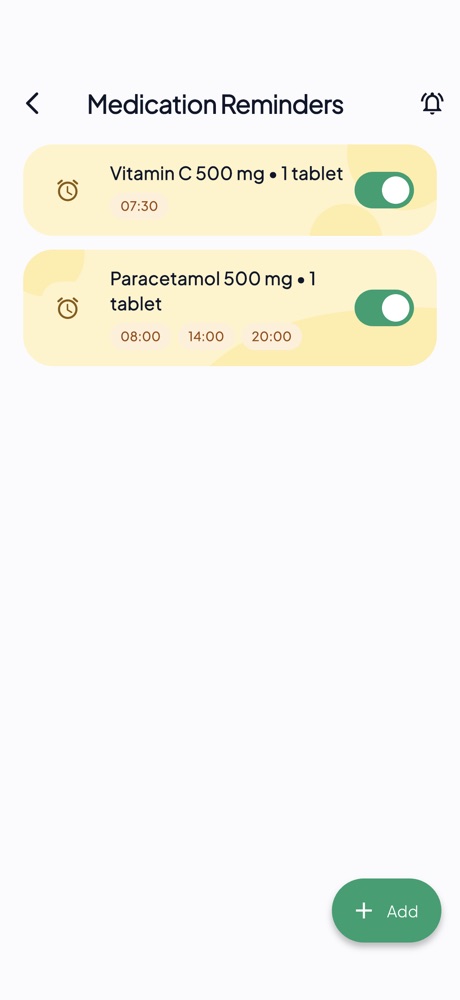 Medication Reminders
Vitamin C 500 mg • 1 tablet
07:30
Paracetamol 500 mg • 1
tablet
08:00 14:00 20:00
+ Add